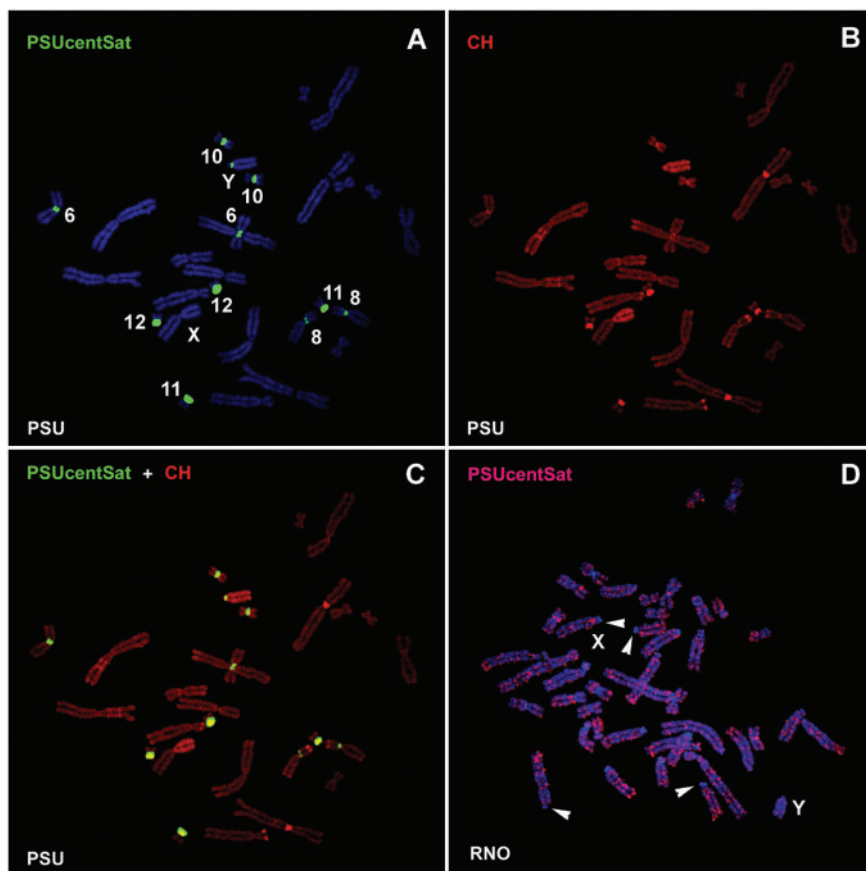 PSUcentSat A
10
Y
10
6
6
12
12
X
11
8
8
11
PSU
CH B
PSU
PSUcentSat + CH C
PSU
PSUcentSat D
X
Y
RNO